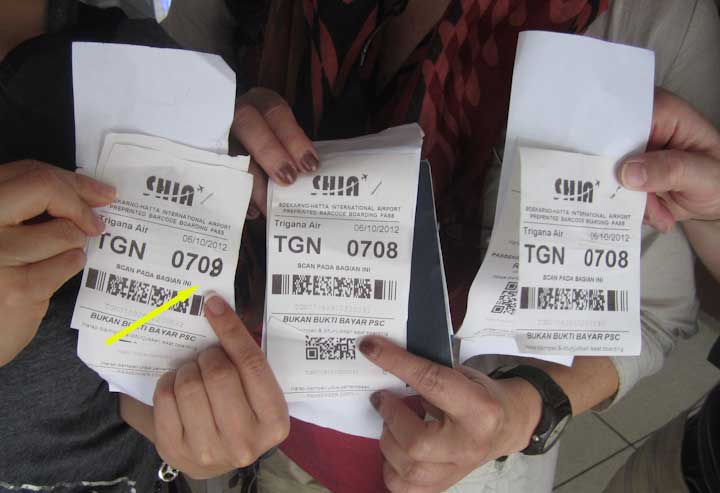 SHIA
SOEKARNO-HATTA INTERNATIONAL AIRPORT
PREPRINTED BARCODE BOARDING PASS
Trigana Air 06/10/2012
TGN 0709
SCAN PADA BAGIAN INI
BUKAN BUKTI BAYAR PSC
SHIA
SOEKARNO-HATTA INTERNATIONAL AIRPORT
PREPRINTED BARCODE BOARDING PASS
Trigana Air 06/10/2012
TGN 0708
SCAN PADA BAGIAN INI
BUKAN BUKTI BAYAR PSC
SHIA
SOEKARNO-HATTA INTERNATIONAL AIRPORT
PREPRINTED BARCODE BOARDING PASS
Trigana Air 06/10/2012
TGN 0708
SCAN PADA BAGIAN INI
BUKAN BUKTI BAYAR PSC